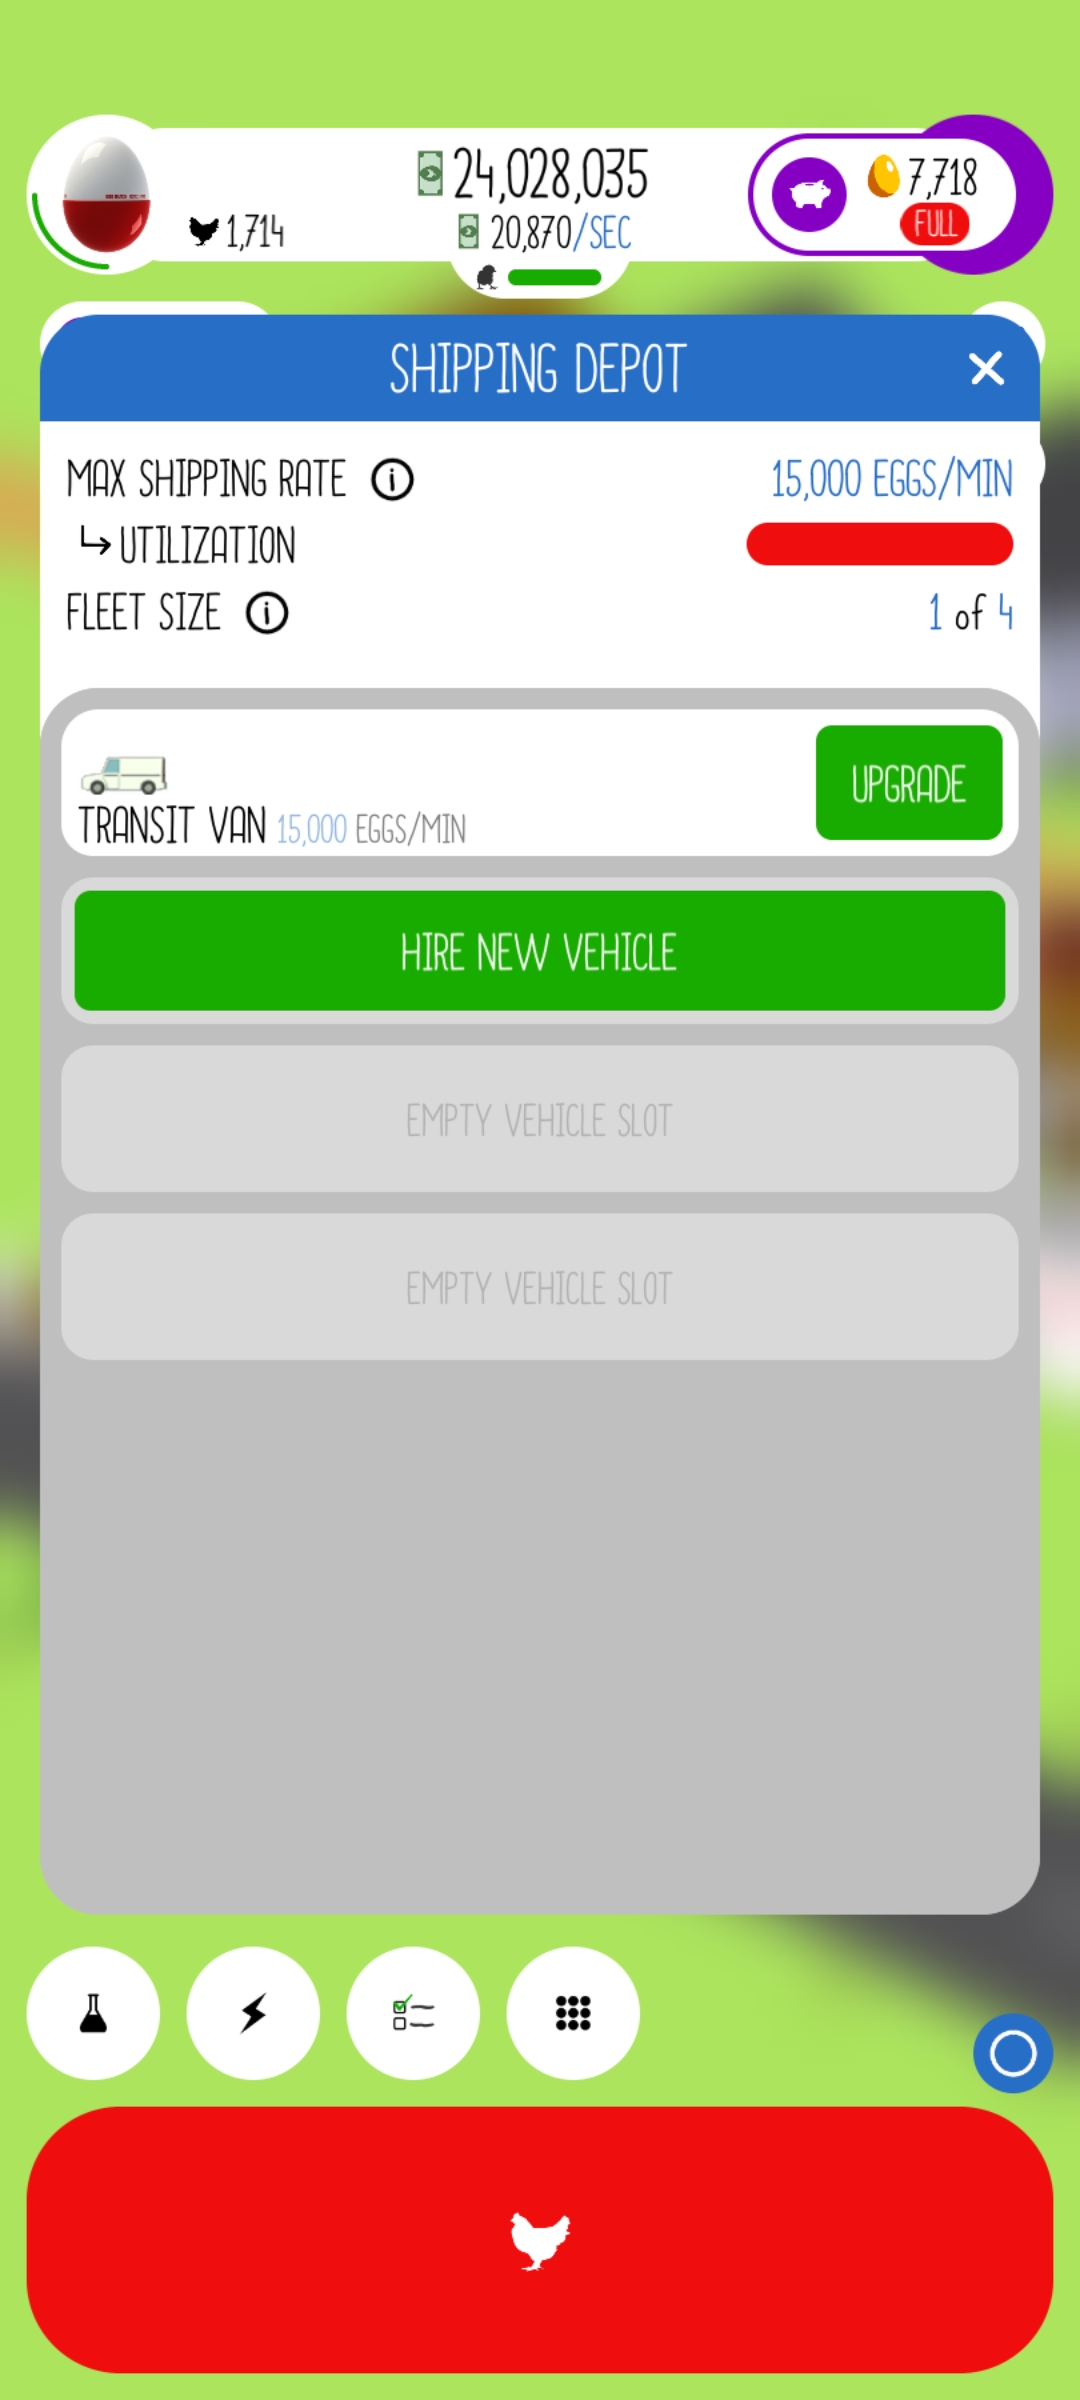 24,028,035
7,718
1,714
20,870/SEC
FULL
SHIPPING DEPOT
MAX SHIPPING RATE
15,000 EGGS/MIN
UTILIZATION
FLEET SIZE
1 of 4
UPGRADE
TRANSIT VAN 15,000 EGGS/MIN
HIRE NEW VEHICLE
EMPTY VEHICLE SLOT
EMPTY VEHICLE SLOT